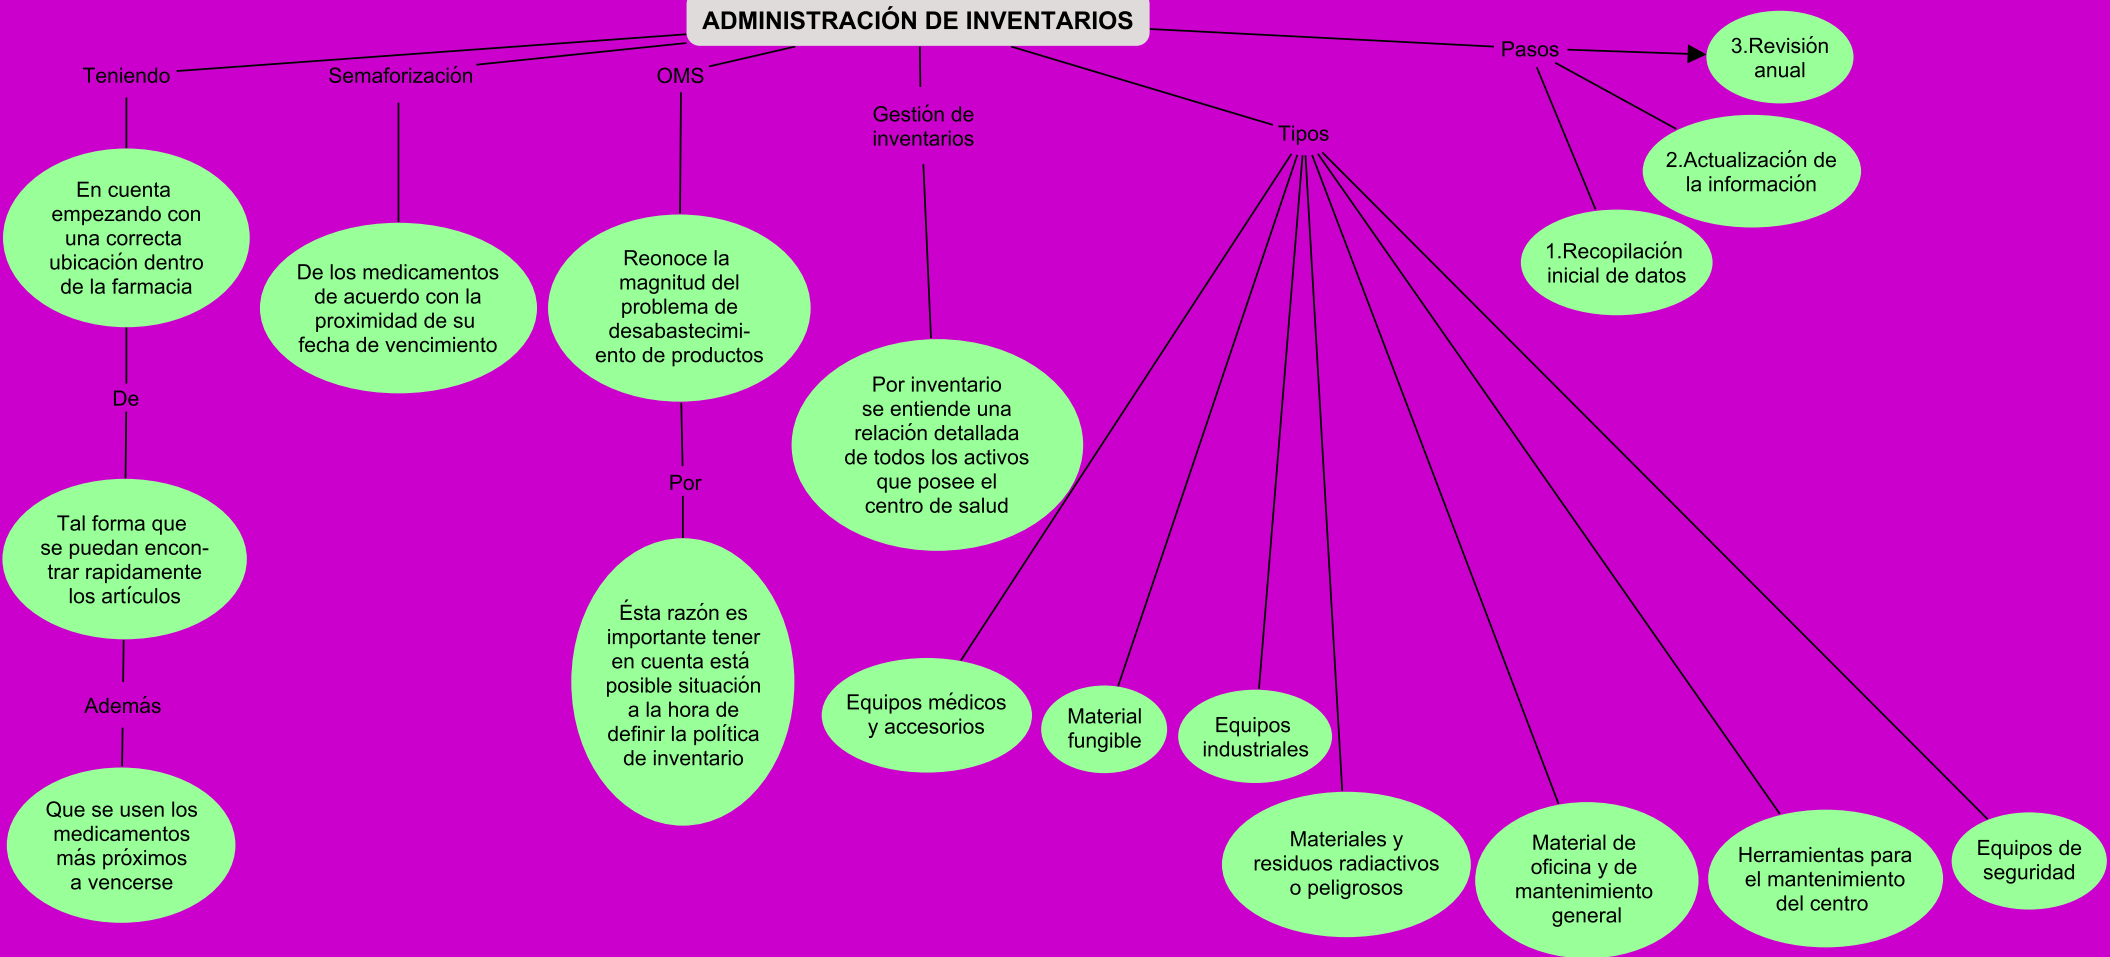 ADMINISTRACIÓN DE INVENTARIOS
Teniendo
En cuenta
empezando con
una correcta
ubicación dentro
de la farmacia
De
Tal forma que
se puedan encon-
trar rapidamente
los artículos
Además
Que se usen los
medicamentos
más próximos
a vencerse
Semaforización
De los medicamentos
de acuerdo con la
proximidad de su
fecha de vencimiento
OMS
Reonoce la
magnitud del
problema de
desabastecimi-
ento de productos
Por
Ésta razón es
importante tener
en cuenta está
posible situación
a la hora de
definir la política
de inventario
Gestión de
inventarios
Por inventario
se entiende una
relación detallada
de todos los activos
que posee el
centro de salud
Tipos
Equipos médicos
y accesorios
Material
fungible
Equipos
industriales
Materiales y
residuos radiactivos
o peligrosos
Material de
oficina y de
mantenimiento
general
Herramientas para
el mantenimiento
del centro
Equipos de
seguridad
Pasos
1.Recopilación
inicial de datos
2.Actualización de
la información
3.Revisión
anual